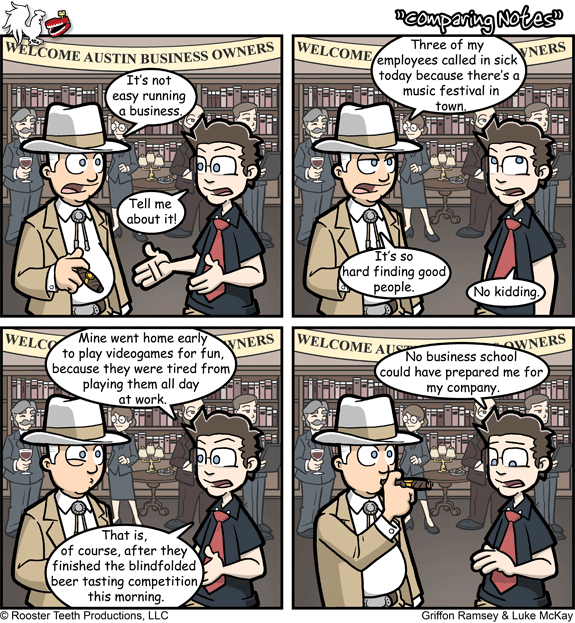 "Comparing Notes"
WELCOME AUSTIN BUSINESS OWNERS
It's not
easy running
a business.
Tell me
about it!
WELCOME
WNERS
Three of my
employees called in sick
today because there's a
music festival in
town.
It's so
hard finding good
people.
No kidding.
WELCO
WNERS
Mine went home early
to play videogames for fun,
because they were tired from
playing them all day
at work.
That is,
of course, after they
finished the blindfolded
beer tasting competition
this morning.
WELCOME AUS
OWNERS
No business school
could have prepared me for
my company.
© Rooster Teeth Productions, LLC
Griffon Ramsey & Luke McKay